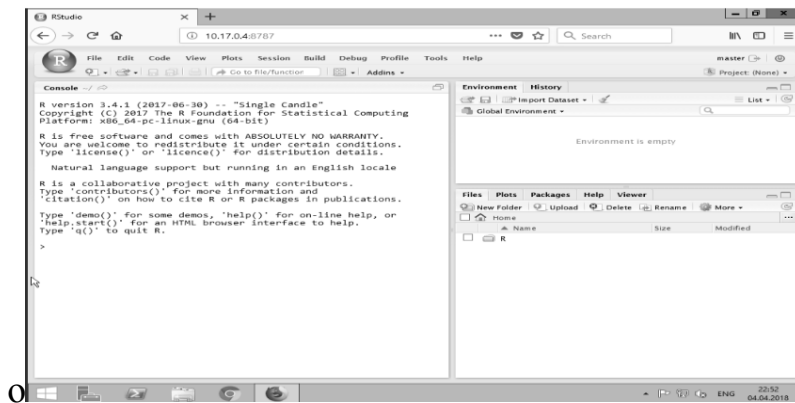 RStudio
10.17.0.4:8787
Search
R
File Edit Code View Plots Session Build Debug Profile Tools Help
master
Go to file/function
Addins
Project: (None)
Console ~/
R version 3.4.1 (2017-06-30) -- "Single Candle"
Copyright (C) 2017 The R Foundation for Statistical Computing
Platform: x86_64-pc-linux-gnu (64-bit)
R is free software and comes with ABSOLUTELY NO WARRANTY.
You are welcome to redistribute it under certain conditions.
Type 'license()' or 'licence()' for distribution details.
Natural language support but running in an English locale
R is a collaborative project with many contributors.
Type 'contributors()' for more information and
'citation()' on how to cite R or R packages in publications.
Type 'demo()' for some demos, 'help()' for on-line help, or
'help.start()' for an HTML browser interface to help.
Type 'q()' to quit R.
>
Environment History
Import Dataset
List
Global Environment
Environment is empty
Files Plots Packages Help Viewer
New Folder Upload Delete Rename More
Home
Name Size Modified
R
o
ENG
22:52
04.04.2018